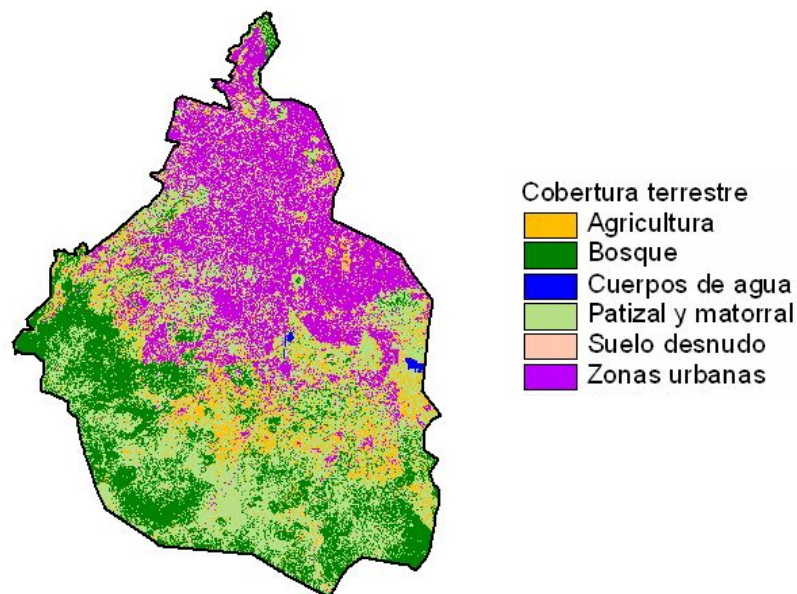 Cobertura terrestre
Agricultura
Bosque
Cuerpos de agua
Patizal y matorral
Suelo desnudo
Zonas urbanas